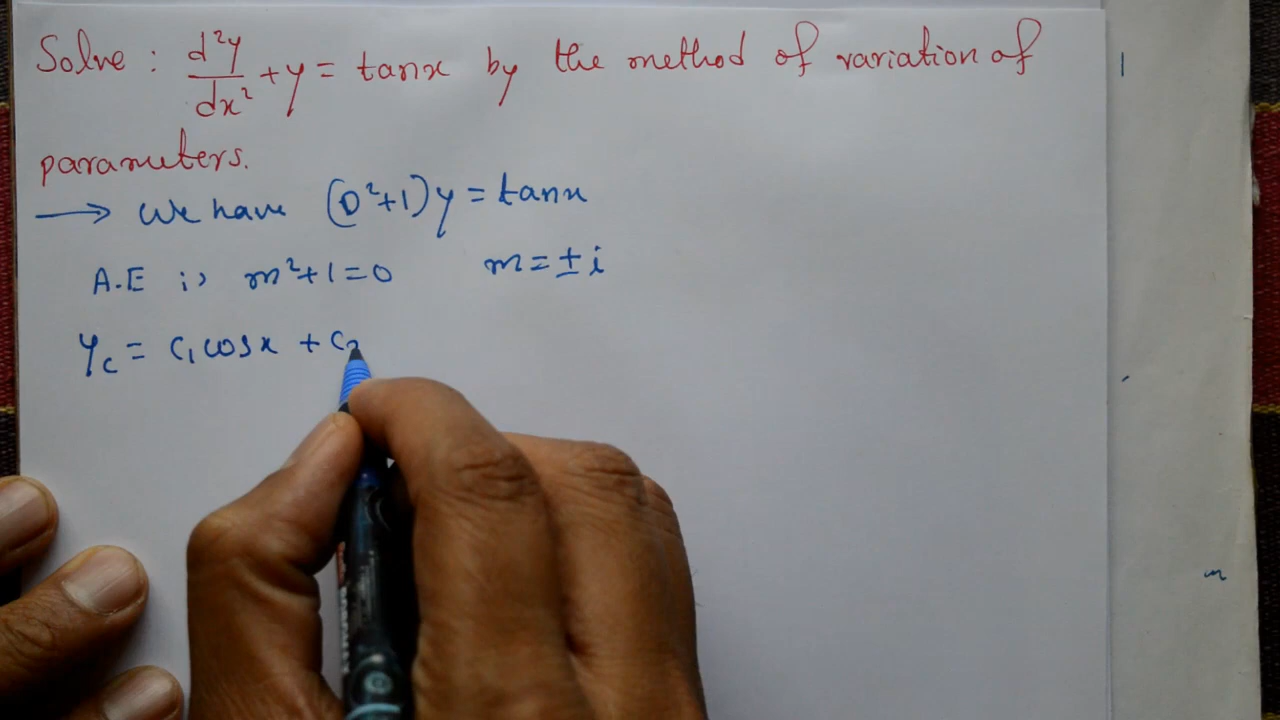 Solve : d²y/dx² + y = tanx by the method of variation of
parameters.
→ We have (D²+1)y = tanx
A.E is m²+1=0 m = ± i
y_c = c₁cosx + c₂